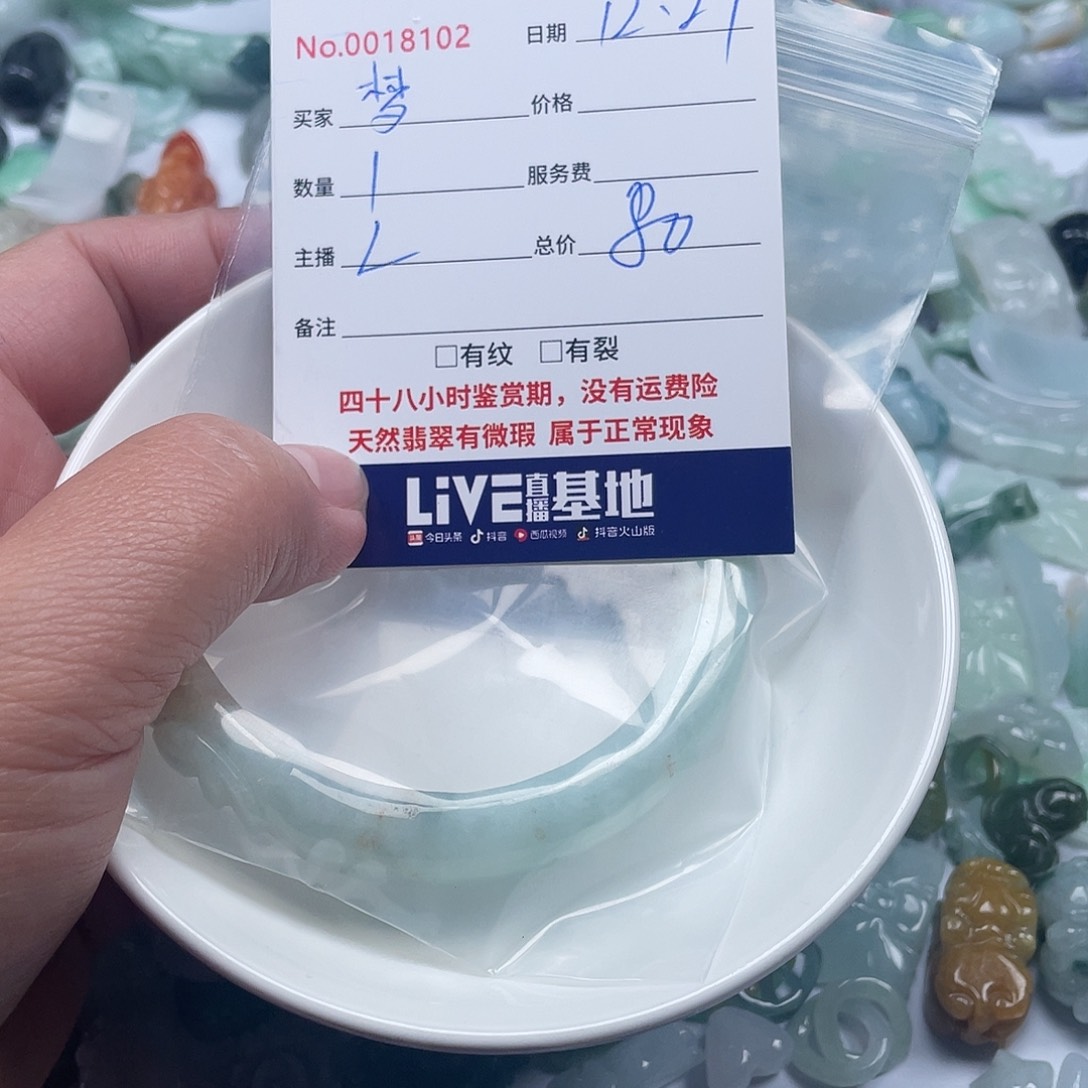 No.0018102 日期 12.21
买家 梦 价格
数量 1 服务费
主播 L 总价 80
备注
□有纹 □有裂
四十八小时鉴赏期，没有运费险
天然翡翠有微瑕 属于正常现象
LiVE直播基地
头条 今日头条 抖音 西瓜视频 抖音火山版